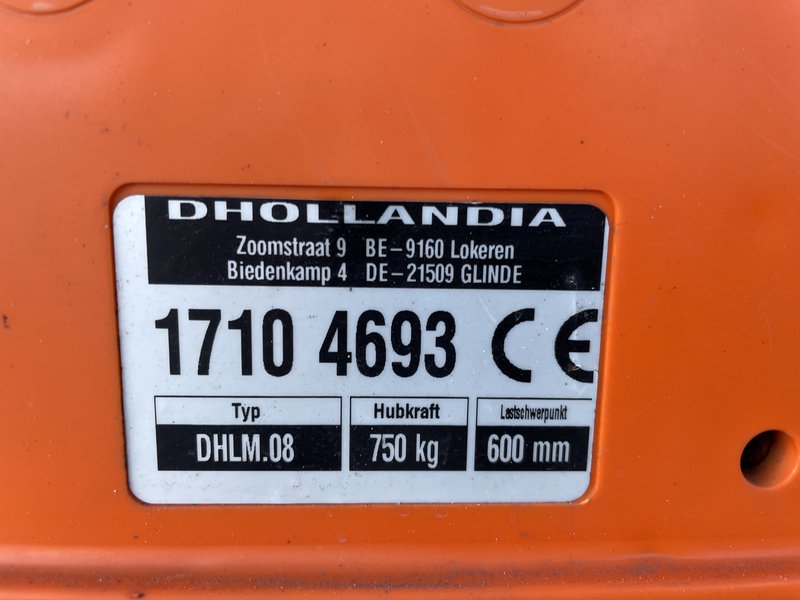 DHOLLANDIA
Zoomstraat 9 BE-9160 Lokeren
Biedenkamp 4 DE-21509 GLINDE
1710 4693 CE
Typ Hubkraft Lastschwerpunkt
DHLM.08 750 kg 600 mm